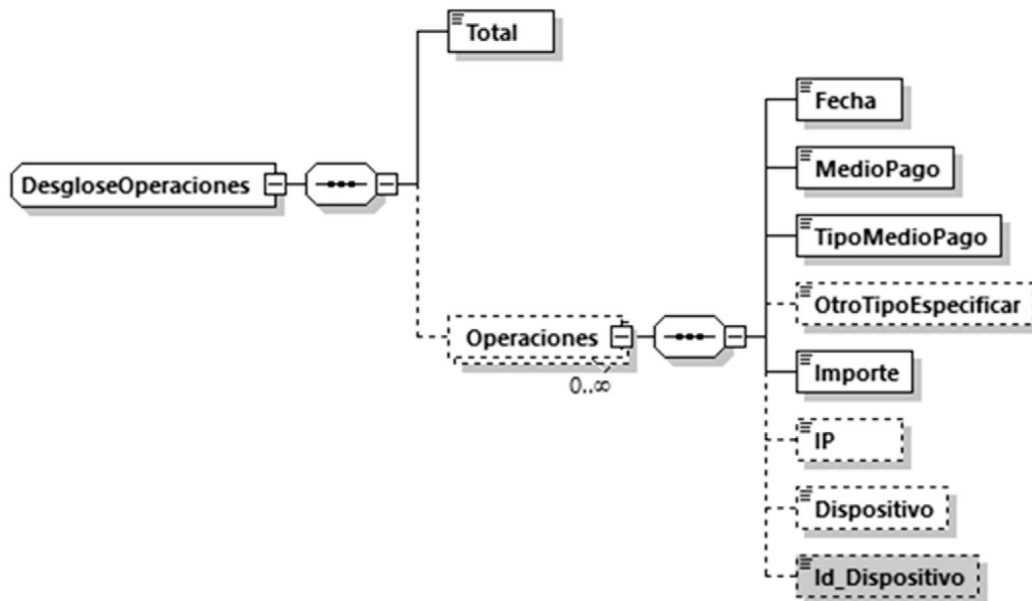 Total
Fecha
DesgloseOperaciones
MedioPago
TipoMedioPago
OtroTipoEspecificar
Operaciones
0..∞
Importe
IP
Dispositivo
Id_Dispositivo